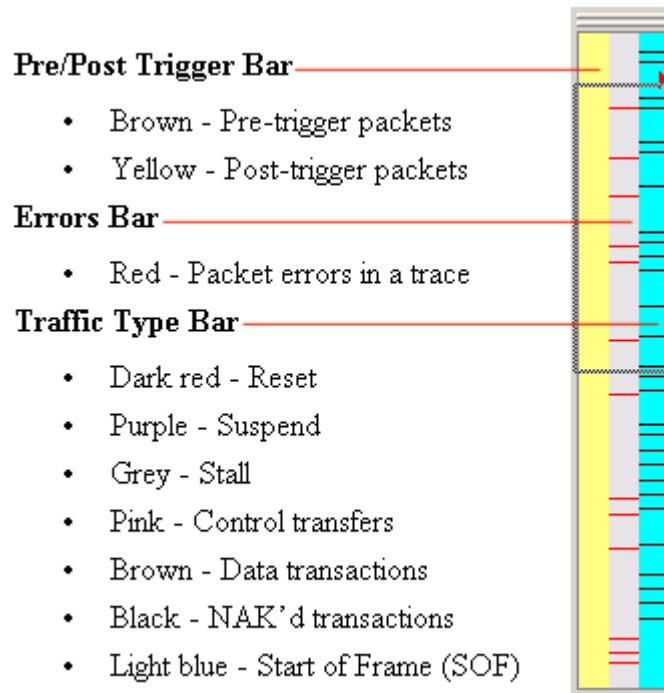 Pre/Post Trigger Bar
• Brown - Pre-trigger packets
• Yellow - Post-trigger packets
Errors Bar
• Red - Packet errors in a trace
Traffic Type Bar
• Dark red - Reset
• Purple - Suspend
• Grey - Stall
• Pink - Control transfers
• Brown - Data transactions
• Black - NAK’d transactions
• Light blue - Start of Frame (SOF)